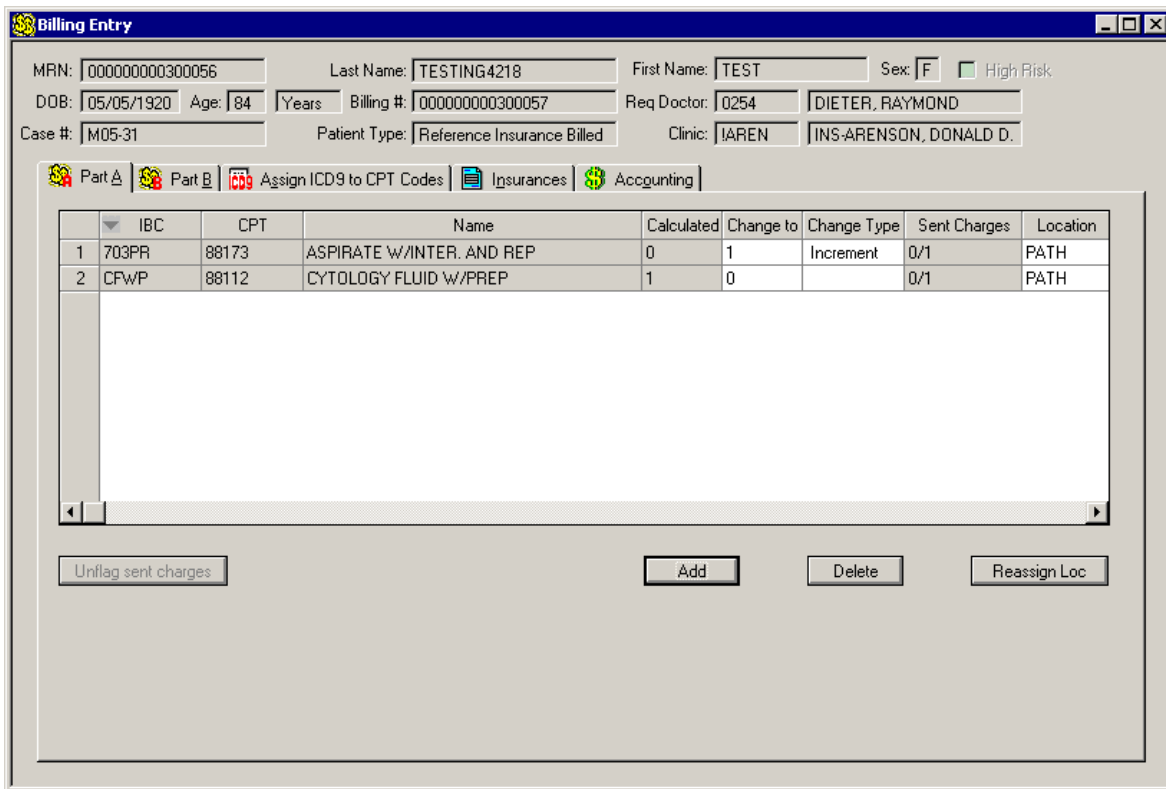 Billing Entry
MRN: 000000000300056 Last Name: TESTING4218 First Name: TEST Sex: F High Risk
DOB: 05/05/1920 Age: 84 Years Billing #: 000000000300057 Req Doctor: 0254 DIETER, RAYMOND
Case #: M05-31 Patient Type: Reference Insurance Billed Clinic: !AREN INS-ARENSON, DONALD D.
Part A Part B Assign ICD9 to CPT Codes Insurances Accounting
IBC CPT Name Calculated Change to Change Type Sent Charges Location
1 703PR 88173 ASPIRATE W/INTER. AND REP 0 1 Increment 0/1 PATH
2 CFWP 88112 CYTOLOGY FLUID W/PREP 1 0 0/1 PATH
Unflag sent charges Add Delete Reassign Loc